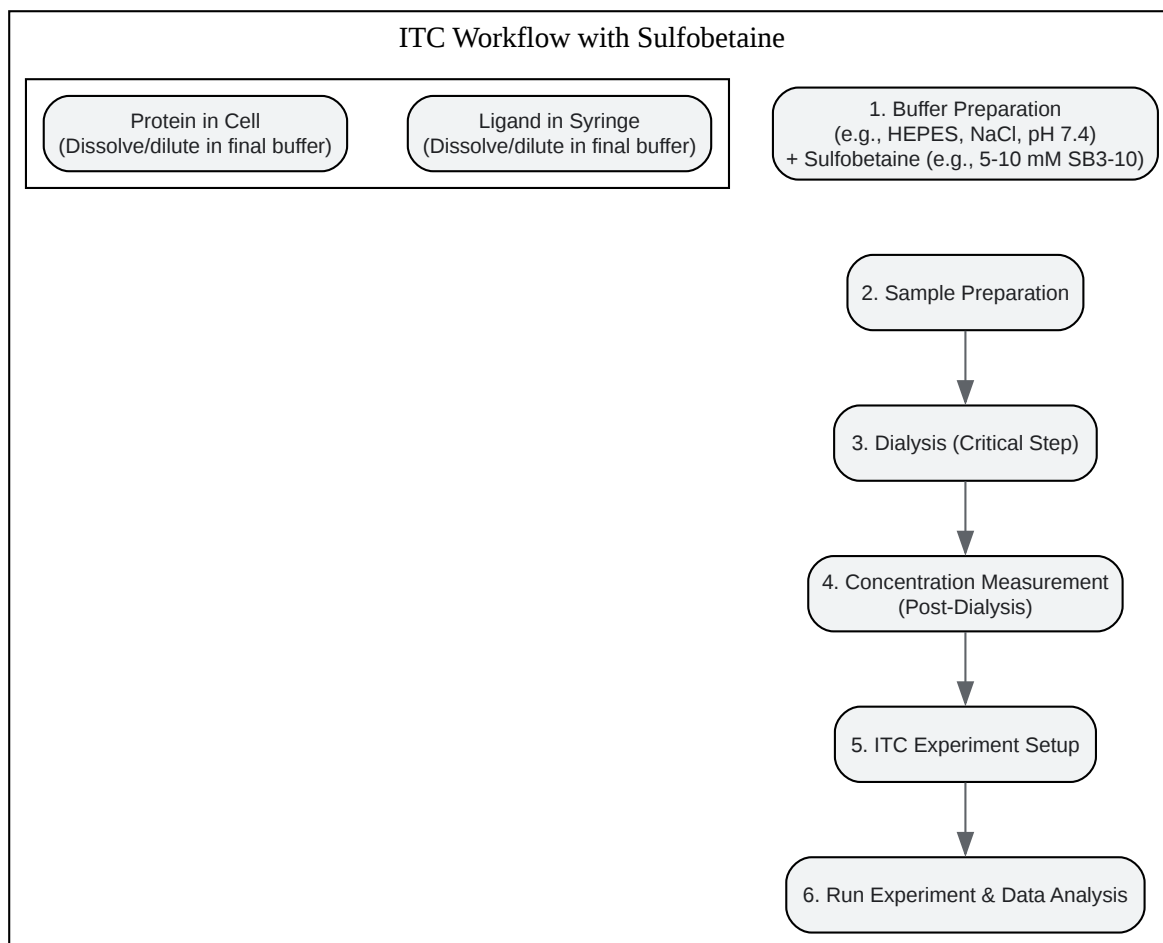 ITC Workflow with Sulfobetaine
Protein in Cell
(Dissolve/dilute in final buffer)
Ligand in Syringe
(Dissolve/dilute in final buffer)
1. Buffer Preparation
(e.g., HEPES, NaCl, pH 7.4)
+ Sulfobetaine (e.g., 5-10 mM SB3-10)
2. Sample Preparation
3. Dialysis (Critical Step)
4. Concentration Measurement
(Post-Dialysis)
5. ITC Experiment Setup
6. Run Experiment & Data Analysis